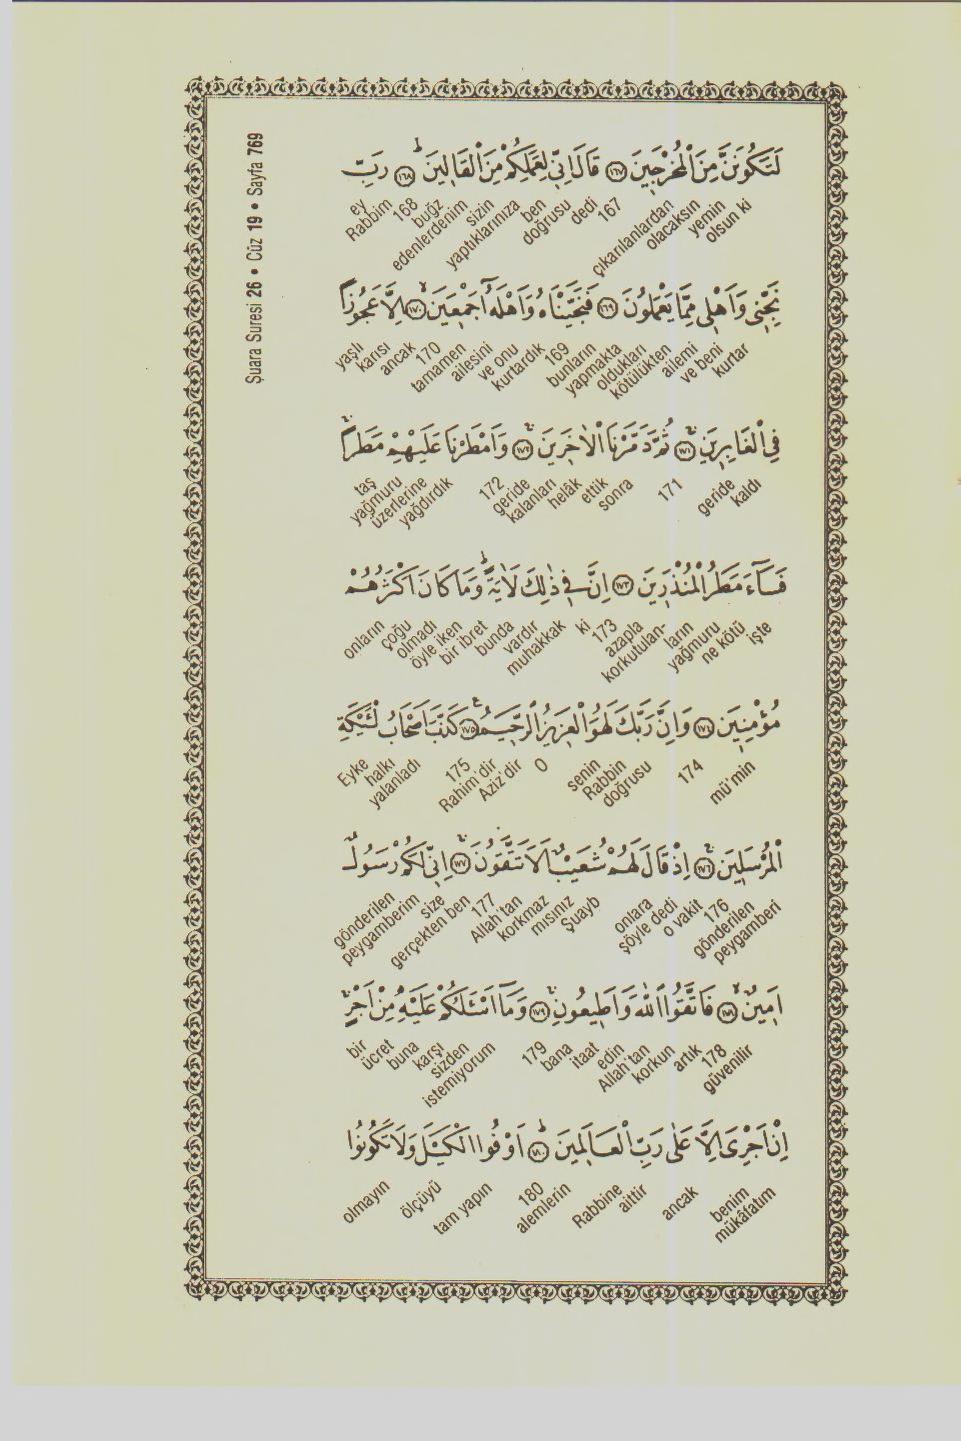 Şuara Suresi 26 • Cüz 19 • Sayfa 769
لَتَكُونَنَّ مِنَ الْمُخْرَجِينَ ﴿١٦٧﴾ قَالَ اِنِّى لِعَمَلِكُمْ مِنَ الْقَالِينَ ﴿١٦٨﴾ رَبِّ
olsun ki yemin olacaksın çıkarılanlardan 167 dedi doğrusu ben yaptıklarınıza sizin edenlerdenim buğz 168 Rabbim ey
نَجِّنِى وَاَهْلِى مِمَّا يَعْمَلُونَ ﴿١٦٩﴾ فَنَجَّيْنَاهُ وَاَهْلَهُٓ اَجْمَعِينَ ﴿١٧٠﴾ اِلَّا عَجُوزًا
kurtar ve beni ailemi kötülükten oldukları yapmakta bunların 169 kurtardık ve onu ailesini tamamen 170 ancak karısı yaşlı
فِى الْغَابِرِينَ ﴿١٧١﴾ ثُمَّ دَمَّرْنَا الْاٰخَرِينَ ﴿١٧٢﴾ وَاَمْطَرْنَا عَلَيْهِمْ مَطَرًا
kaldı geride 171 sonra ettik helâk kalanları geride 172 yağdırdık üzerlerine yağmuru taş
فَسَٓاءَ مَطَرُ الْمُنْذَرِينَ ﴿١٧٣﴾ اِنَّ فِى ذٰلِكَ لَاٰيَةً وَمَا كَانَ اَكْثَرُهُمْ
işte ne kötü yağmuru ların korkutulan- azapla 173 ki muhakkak vardır bunda bir ibret öyle iken olmadı çoğu onların
مُؤْمِنِينَ ﴿١٧٤﴾ وَاِنَّ رَبَّكَ لَهُوَ الْعَزِيزُ الرَّحِيمُ ﴿١٧٥﴾ كَذَّبَ اَصْحَابُ لْـَٔيْكَةِ
mü'min 174 doğrusu Rabbin senin O Aziz'dir Rahim'dir 175 yalanladı halkı Eyke
الْمُرْسَلِينَ ﴿١٧٦﴾ اِذْ قَالَ لَهُمْ شُعَيْبٌ اَلَا تَتَّقُونَ ﴿١٧٧﴾ اِنِّى لَكُمْ رَسُولٌ
peygamberi gönderilen 176 o vakit şöyle dedi onlara Şuayb mısınız korkmaz Allah'tan 177 gerçekten ben size peygamberim gönderilen
اَمِينٌ ﴿١٧٨﴾ فَاتَّقُوا اللّٰهَ وَاَطِيعُونِ ﴿١٧٩﴾ وَمَٓا اَسْـَٔلُكُمْ عَلَيْهِ مِنْ اَجْرٍ
güvenilir 178 artık korkun Allah'tan edin itaat bana 179 istemiyorum sizden karşı buna ücret bir
اِنْ اَجْرِىَ اِلَّا عَلٰى رَبِّ الْعَالَمِينَ ﴿١٨٠﴾ اَوْفُوا الْكَيْلَ وَلَا تَكُونُوا
mükâfatım benim ancak aittir Rabbine alemlerin 180 tam yapın ölçüyü olmayın